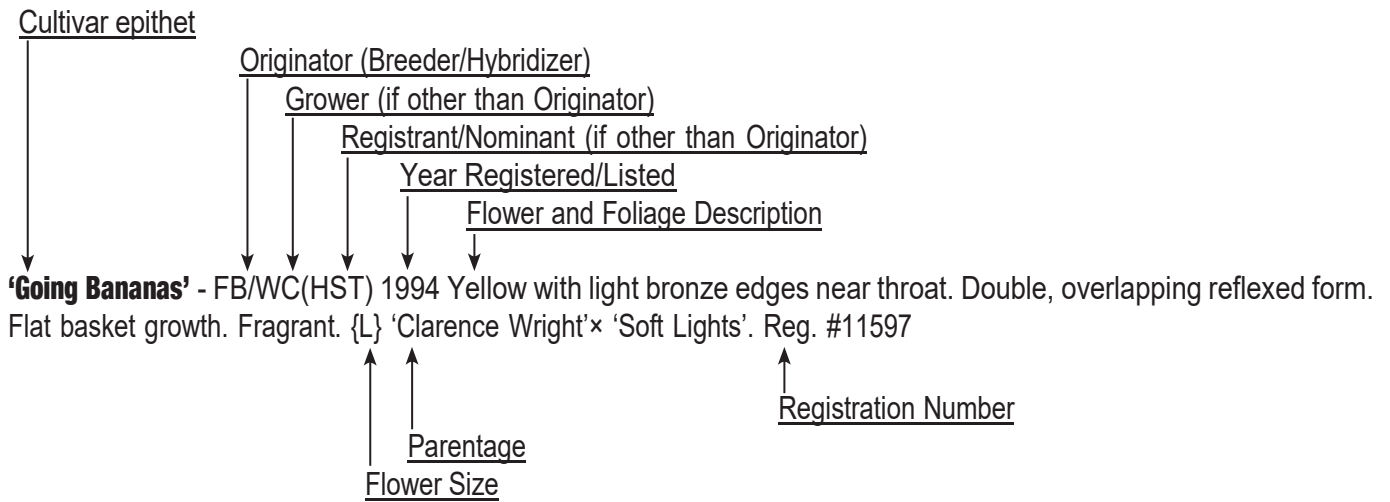 Cultivar epithet
Originator (Breeder/Hybridizer)
Grower (if other than Originator)
Registrant/Nominant (if other than Originator)
Year Registered/Listed
Flower and Foliage Description
‘Going Bananas’ - FB/WC(HST) 1994 Yellow with light bronze edges near throat. Double, overlapping reflexed form.
Flat basket growth. Fragrant. {L} ‘Clarence Wright’× ‘Soft Lights’. Reg. #11597
Registration Number
Parentage
Flower Size